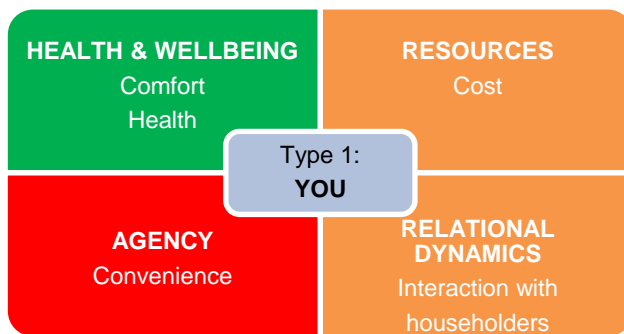 HEALTH & WELLBEING
Comfort
Health
RESOURCES
Cost
Type 1:
YOU
AGENCY
Convenience
RELATIONAL
DYNAMICS
Interaction with
householders